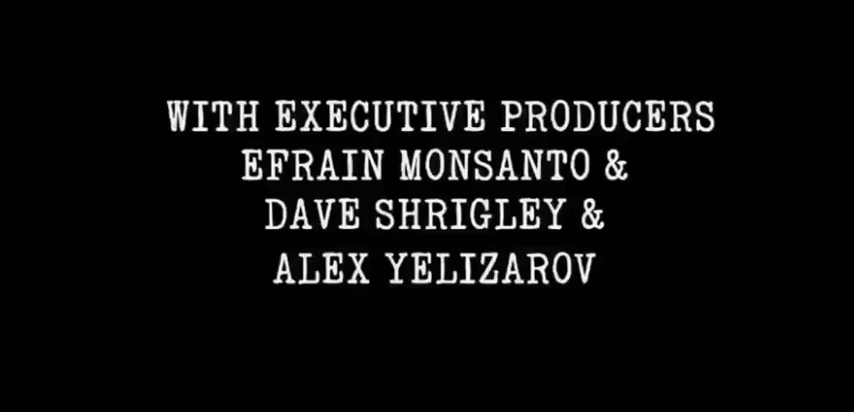 WITH EXECUTIVE PRODUCERS
EFRAIN MONSANTO &
DAVE SHRIGLEY &
ALEX YELIZAROV